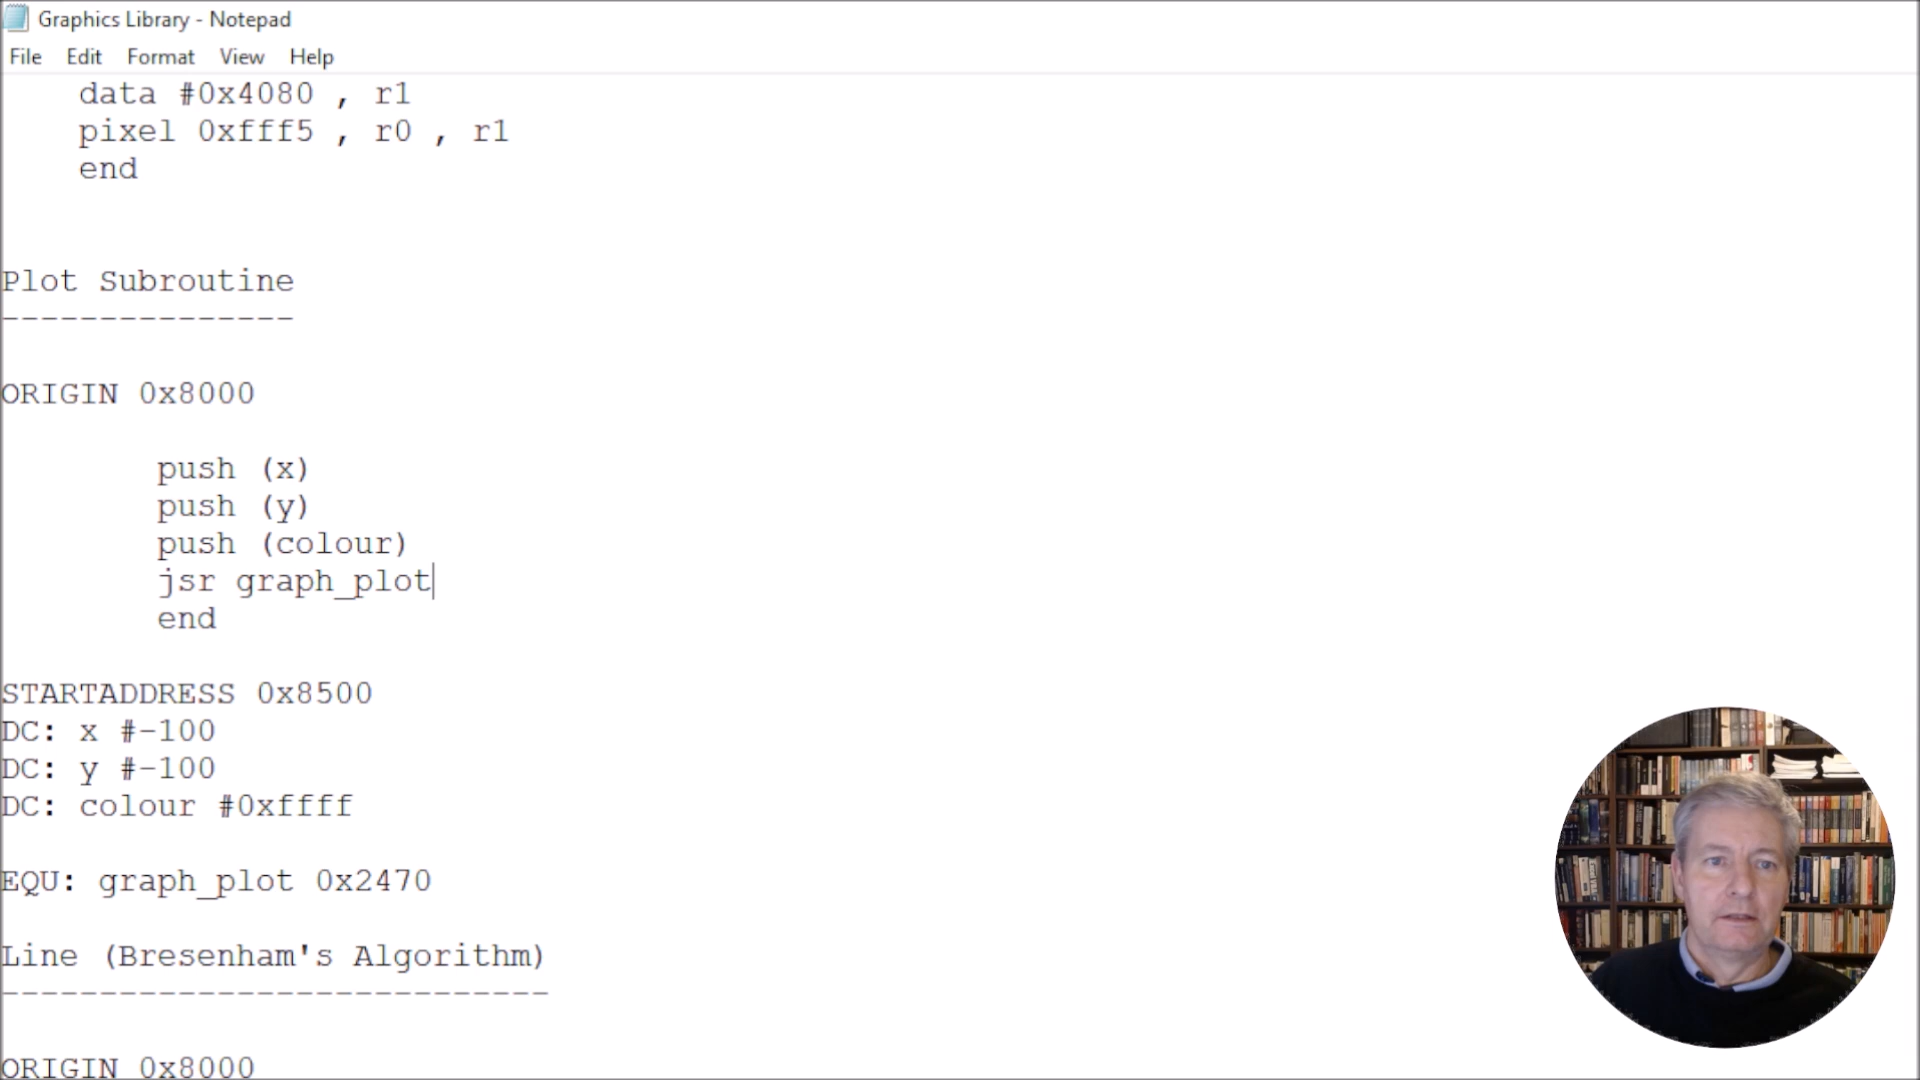 Graphics Library - Notepad
File Edit Format View Help
data #0x4080 , r1
pixel 0xfff5 , r0 , r1
end
Plot Subroutine
---------------
ORIGIN 0x8000
push (x)
push (y)
push (colour)
jsr graph_plot
end
STARTADDRESS 0x8500
DC: x #-100
DC: y #-100
DC: colour #0xffff
EQU: graph_plot 0x2470
Line (Bresenham's Algorithm)
----------------------------
ORIGIN 0x8000